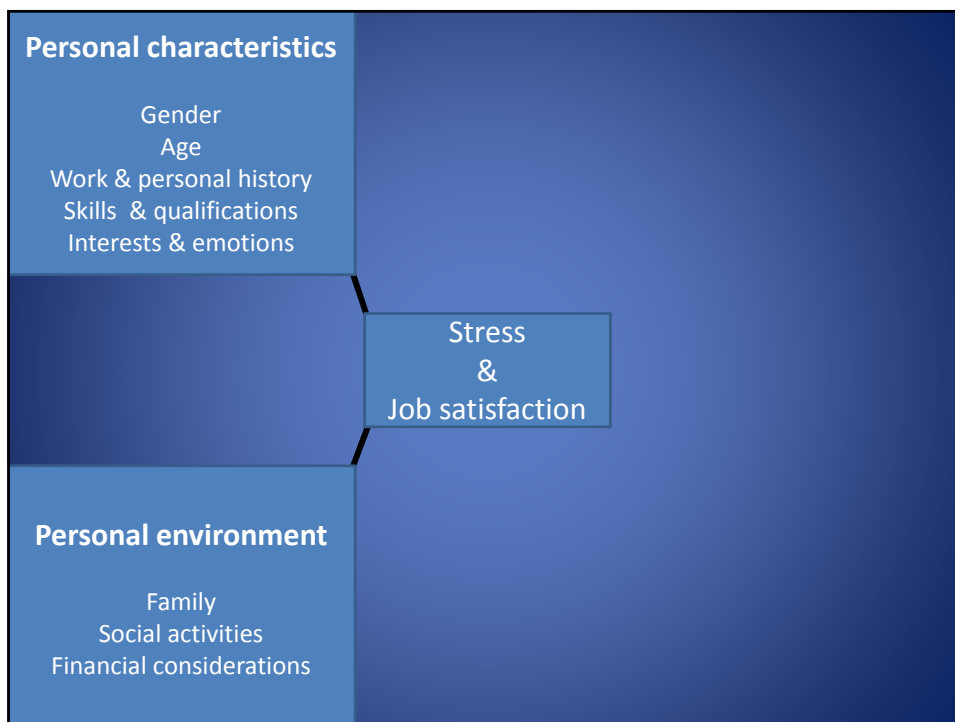 Personal characteristics
Gender
Age
Work & personal history
Skills  & qualifications
Interests & emotions
Stress
&
Job satisfaction
Personal environment
Family
Social activities
Financial considerations